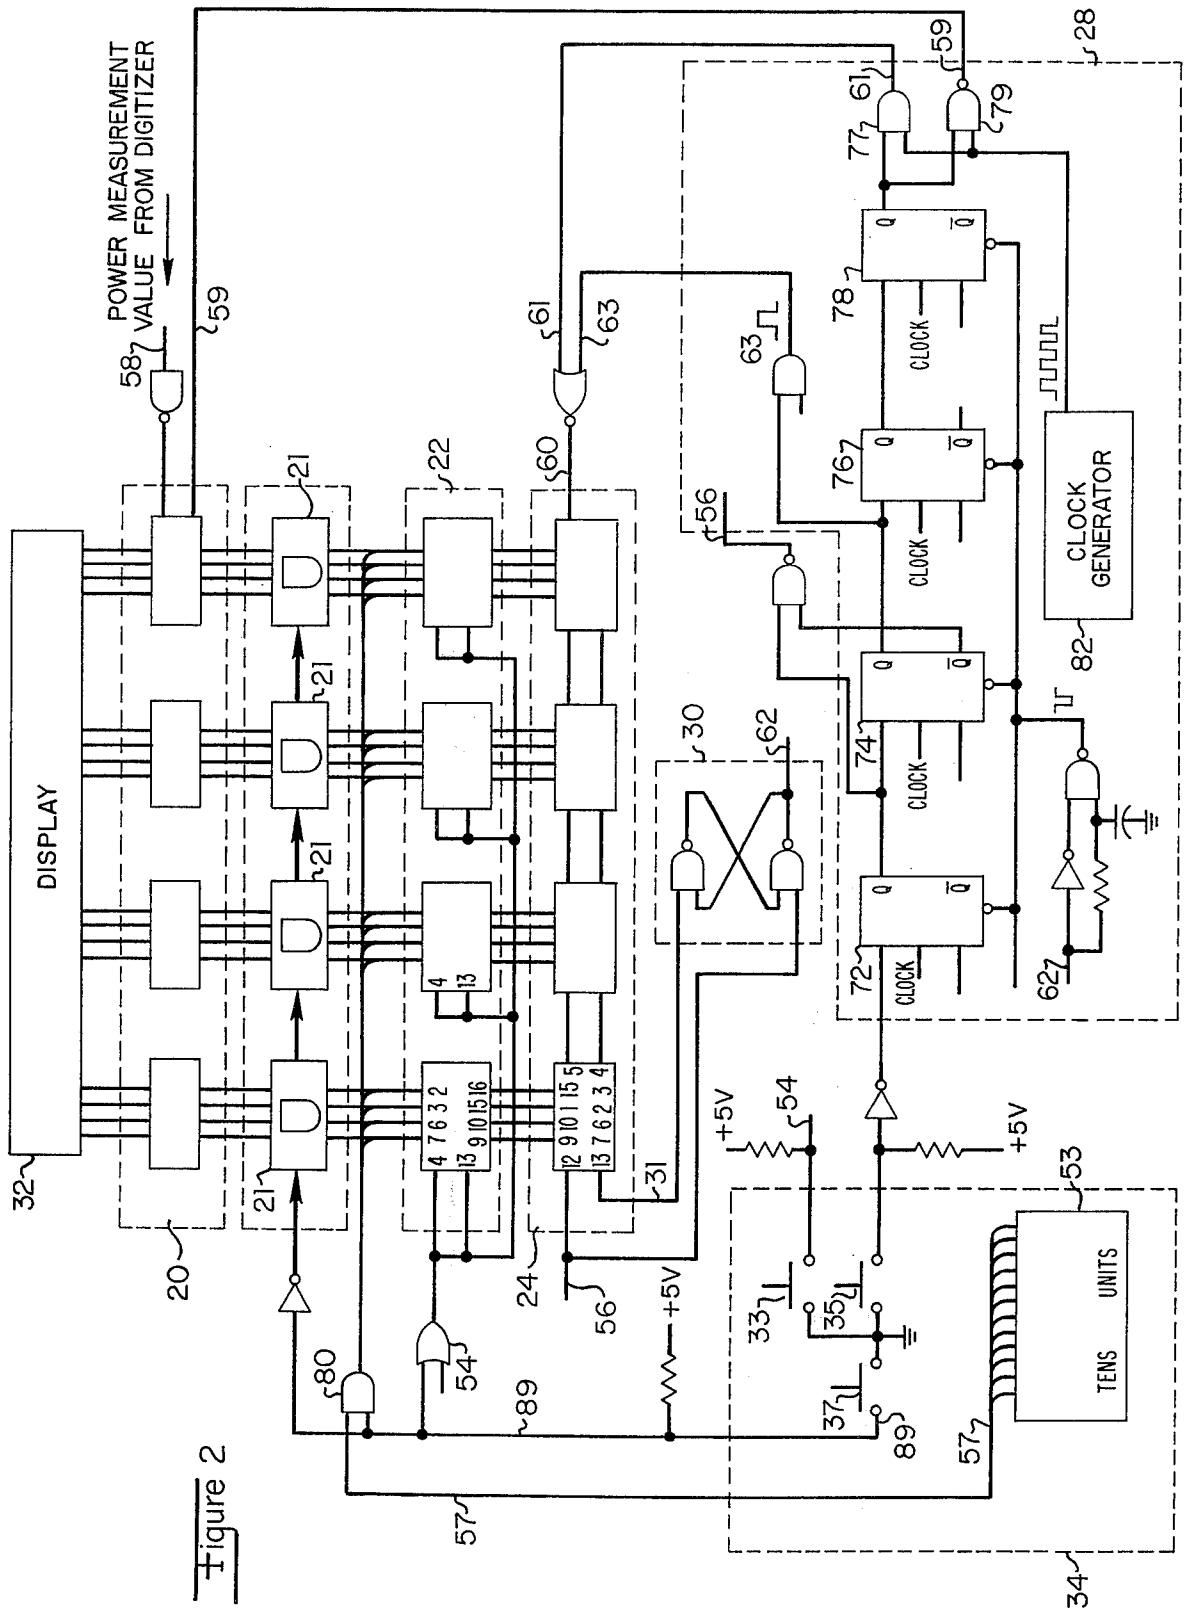 Figure 2
POWER MEASUREMENT
VALUE FROM DIGITIZER
58
59
DISPLAY
32
20
21
21
21
21
22
24
4
7 6 3 2
13
9 10 15 16
4
13
12
9 10 1 15 5
13
7 6 2 3 4
60
61
63
31
56
80
54
89
57
+5V
30
62
56
63
77
61
59
79
28
72
Q
Q̅
CLOCK
74
Q
Q̅
CLOCK
76
Q
Q̅
CLOCK
78
Q
Q̅
CLOCK
62
82
CLOCK
GENERATOR
+5V
54
+5V
33
35
37
89
57
53
TENS UNITS
34